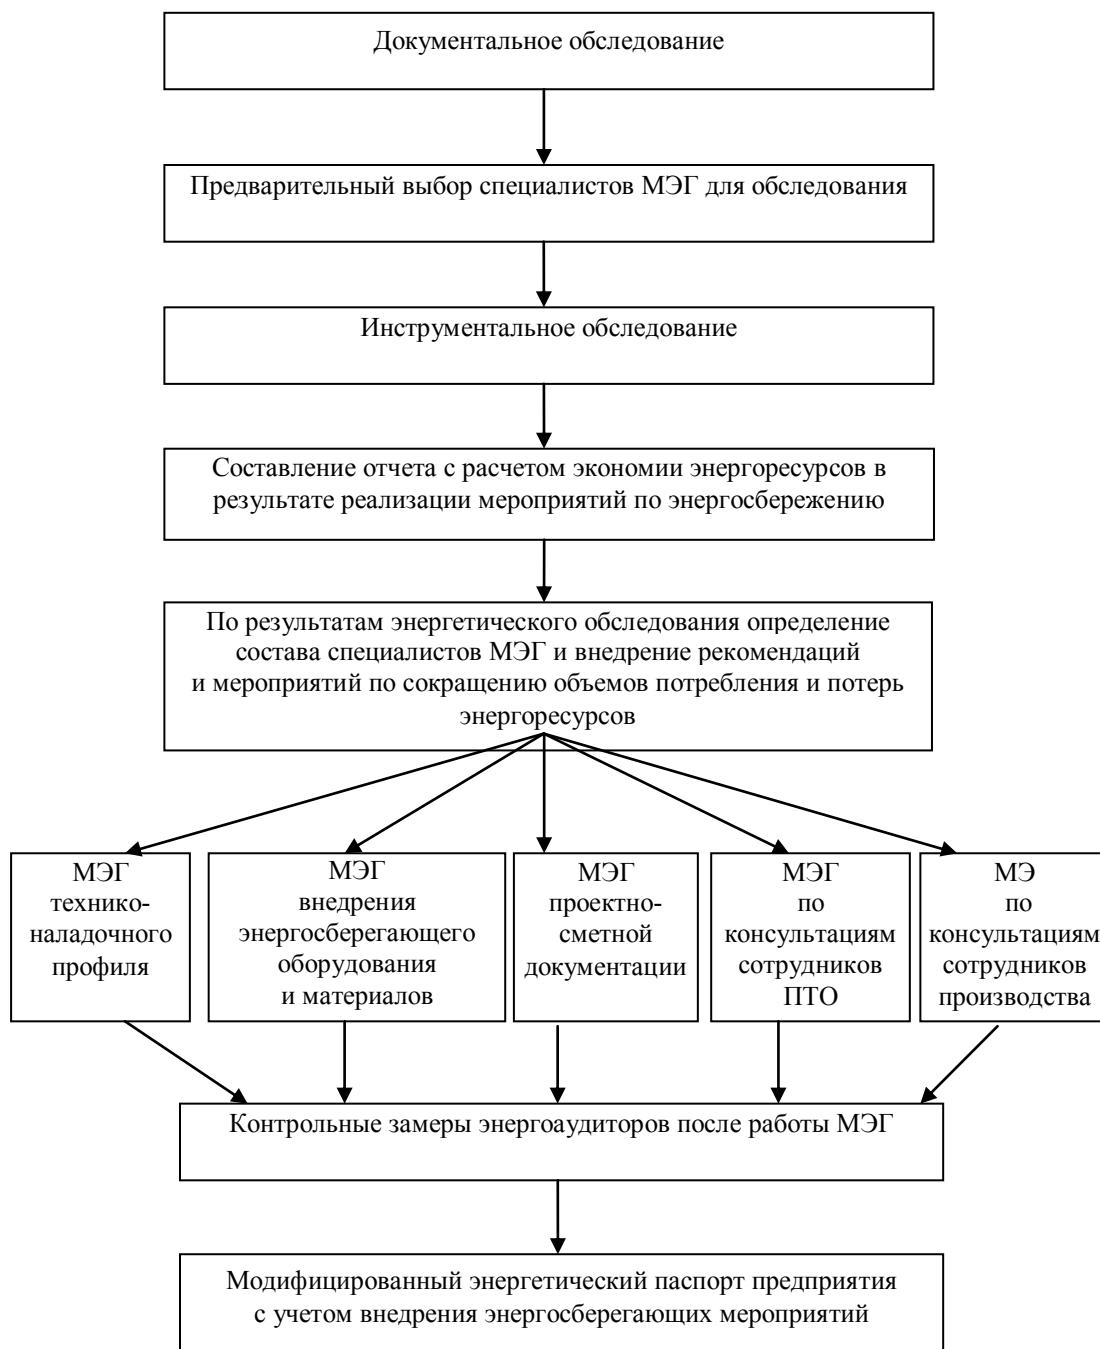 Документальное обследование
Предварительный выбор специалистов МЭГ для обследования
Инструментальное обследование
Составление отчета с расчетом экономии энергоресурсов в
результате реализации мероприятий по энергосбережению
По результатам энергетического обследования определение
состава специалистов МЭГ и внедрение рекомендаций
и мероприятий по сокращению объемов потребления и потерь
энергоресурсов
МЭГ
технико-
наладочного
профиля
МЭГ
внедрения
энергосберегающего
оборудования
и материалов
МЭГ
проектно-
сметной
документации
МЭГ
по
консультациям
сотрудников
ПТО
МЭ
по
консультациям
сотрудников
производства
Контрольные замеры энергоаудиторов после работы МЭГ
Модифицированный энергетический паспорт предприятия
с учетом внедрения энергосберегающих мероприятий